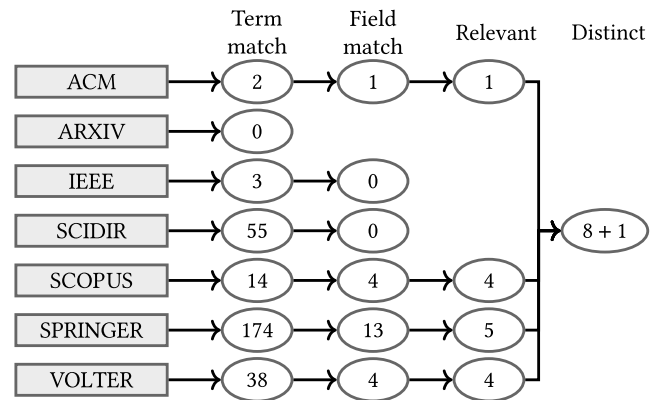 Term match Field match Relevant Distinct
ACM 2 1 1
ARXIV 0
IEEE 3 0
SCIDIR 55 0
8 + 1
SCOPUS 14 4 4
SPRINGER 174 13 5
VOLTER 38 4 4